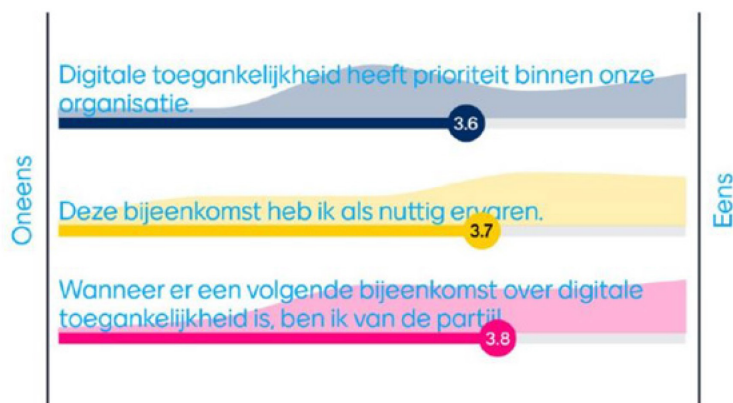 Digitale toegankelijkheid heeft prioriteit binnen onze
organisatie.
3.6
Oneens
Eens
Deze bijeenkomst heb ik als nuttig ervaren.
3.7
Wanneer er een volgende bijeenkomst over digitale
toegankelijkheid is, ben ik van de partij!
3.8